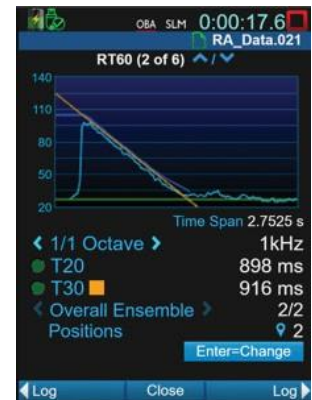 OBA SLM 0:00:17.6
RA_Data.021
RT60 (2 of 6) /
140
110
80
50
20
Time Span 2.7525 s
1/1 Octave 1kHz
T20 898 ms
T30 916 ms
Overall Ensemble 2/2
Positions 2
Enter=Change
Log Close Log